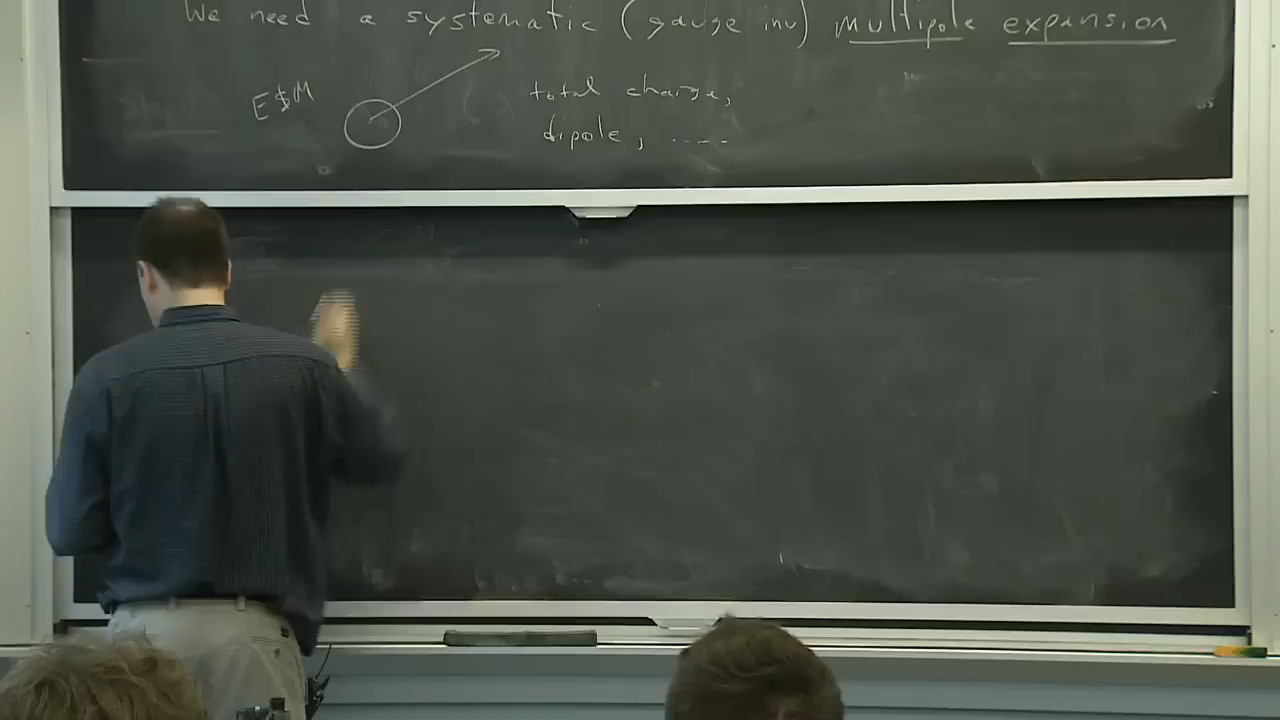 We need a systematic (gauge inv) multipole expansion
E$M
total charge,
dipole, ....